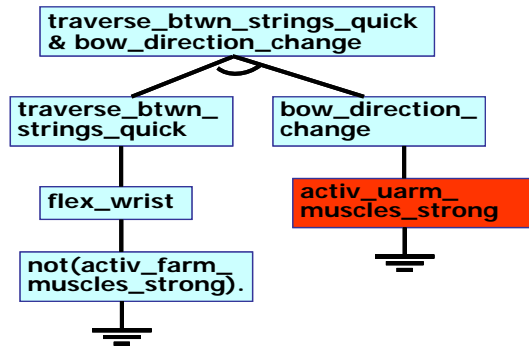 traverse_btwn_strings_quick
& bow_direction_change
traverse_btwn_
strings_quick
bow_direction_
change
flex_wrist
activ_uarm_
muscles_strong
not(activ_farm_
muscles_strong).